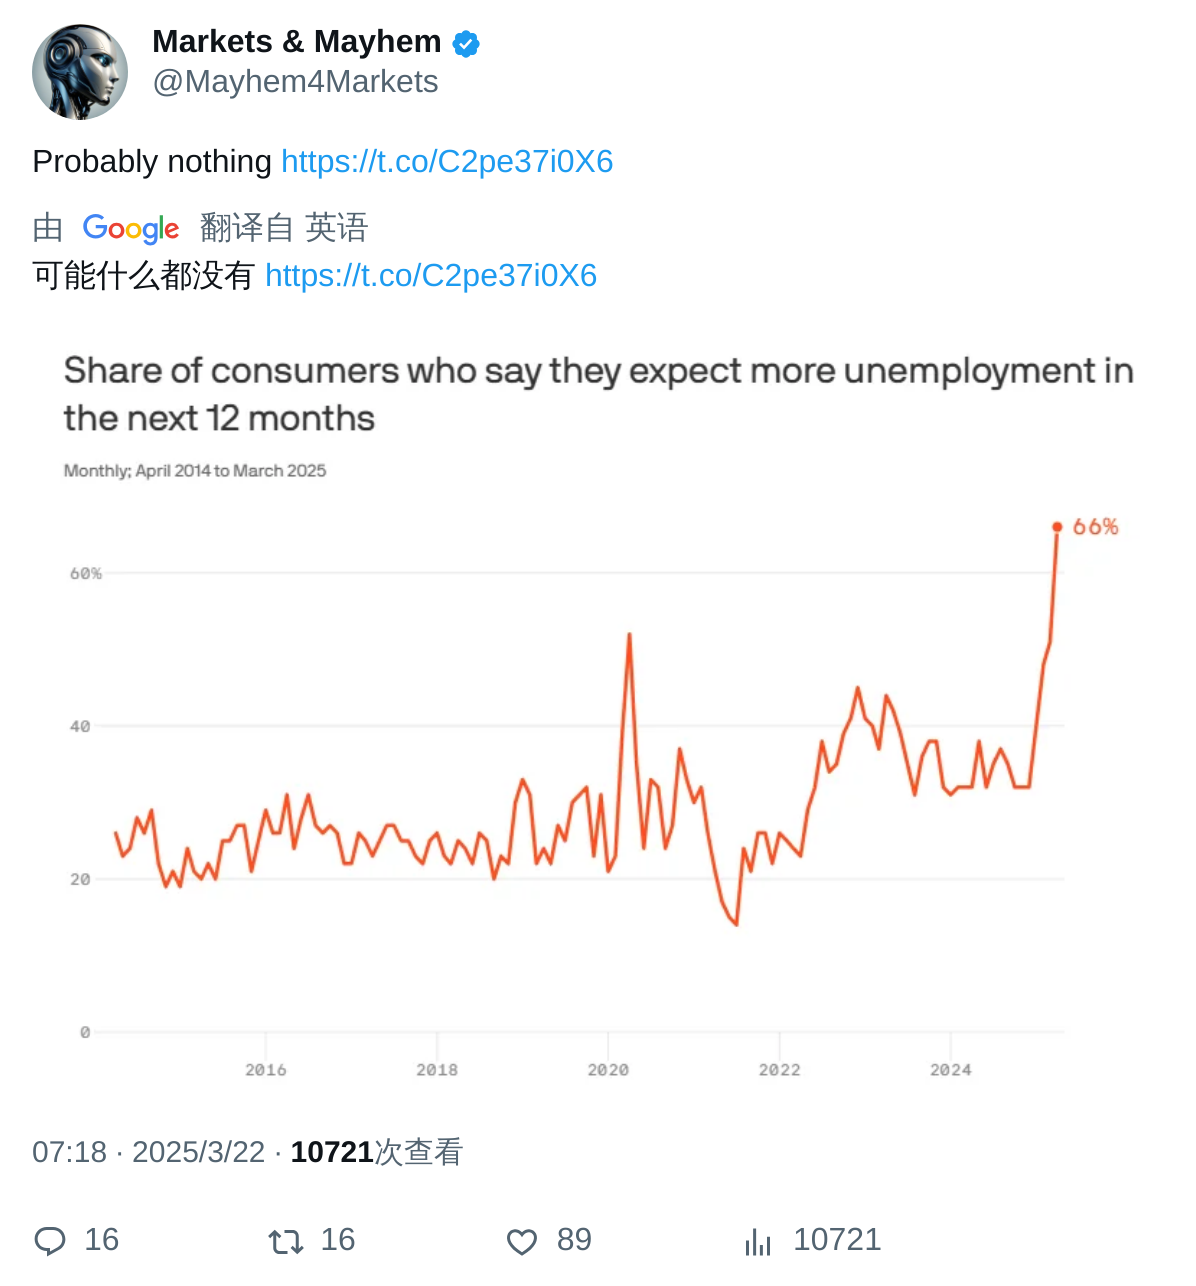 Markets & Mayhem
@Mayhem4Markets
Probably nothing https://t.co/C2pe37i0X6
由 Google 翻译自 英语
可能什么都没有 https://t.co/C2pe37i0X6
Share of consumers who say they expect more unemployment in
the next 12 months
Monthly; April 2014 to March 2025
66%
60%
40
20
0
2016 2018 2020 2022 2024
07:18 · 2025/3/22 · 10721次查看
16 16 89 10721